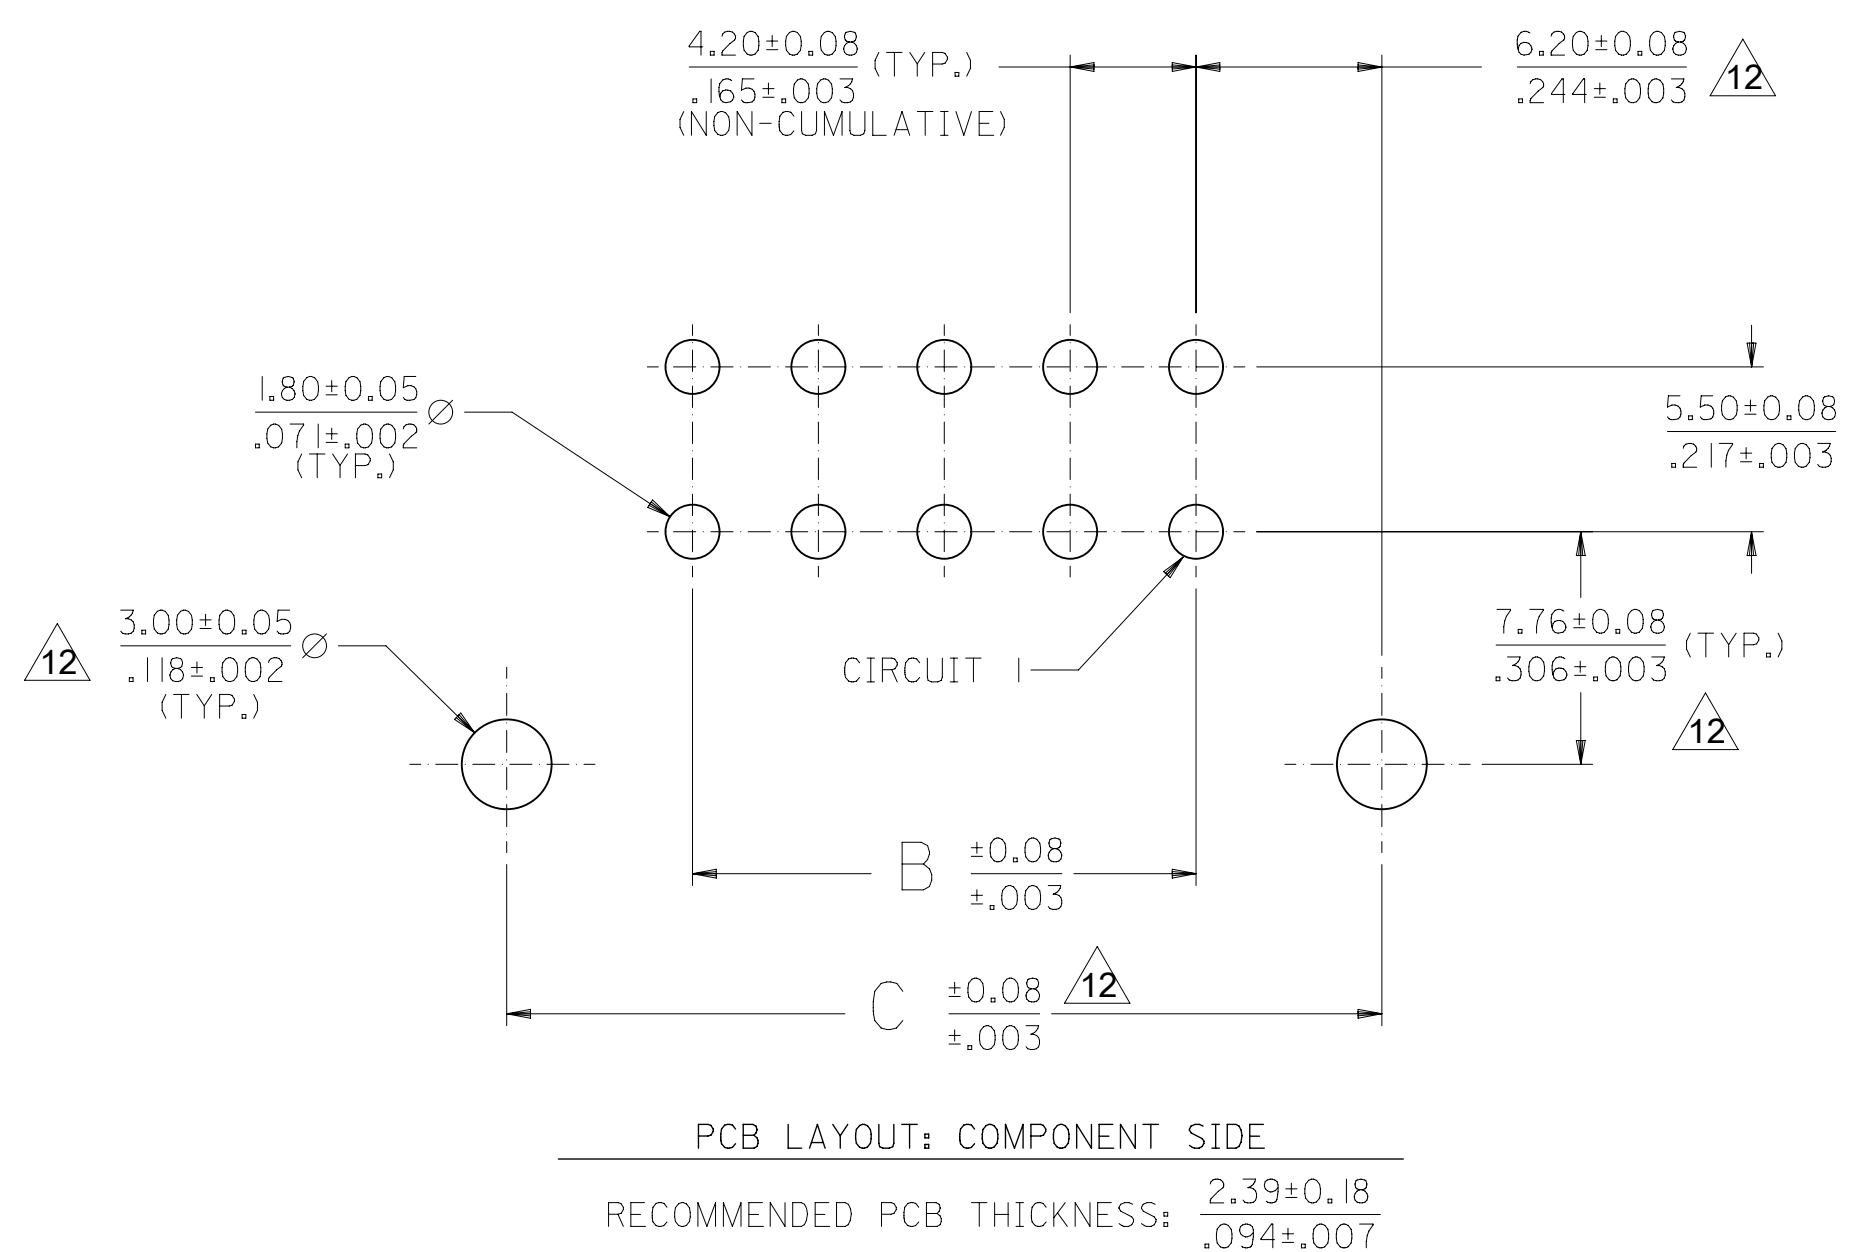 4.20±0.08 (TYP.)
.165±.003
(NON-CUMULATIVE)
6.20±0.08
.244±.003
12
1.80±0.05 ∅
.071±.002
(TYP.)
5.50±0.08
.217±.003
12
3.00±0.05 ∅
.118±.002
(TYP.)
CIRCUIT 1
7.76±0.08 (TYP.)
.306±.003
12
B ±0.08
±.003
C ±0.08
±.003
12
PCB LAYOUT: COMPONENT SIDE
RECOMMENDED PCB THICKNESS: 2.39±0.18
.094±.007